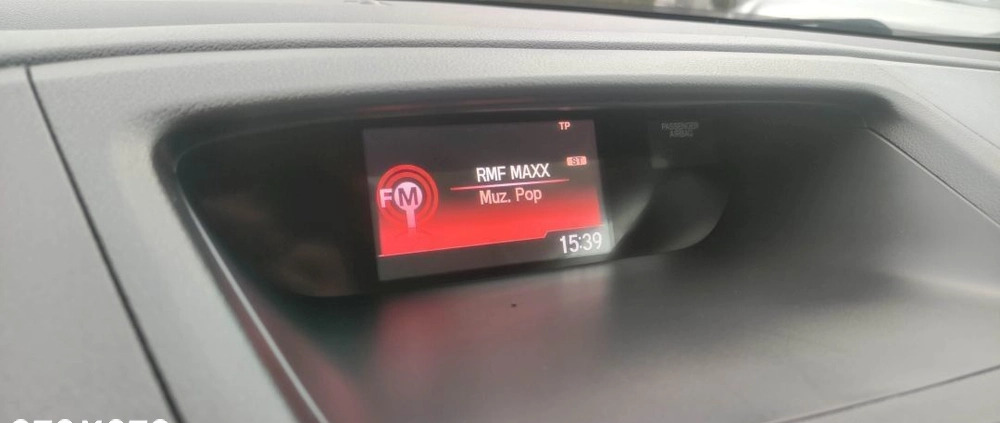 TP
PASSENGER
AIRBAG
RMF MAXX
ST
FM
Muz. Pop
15:39